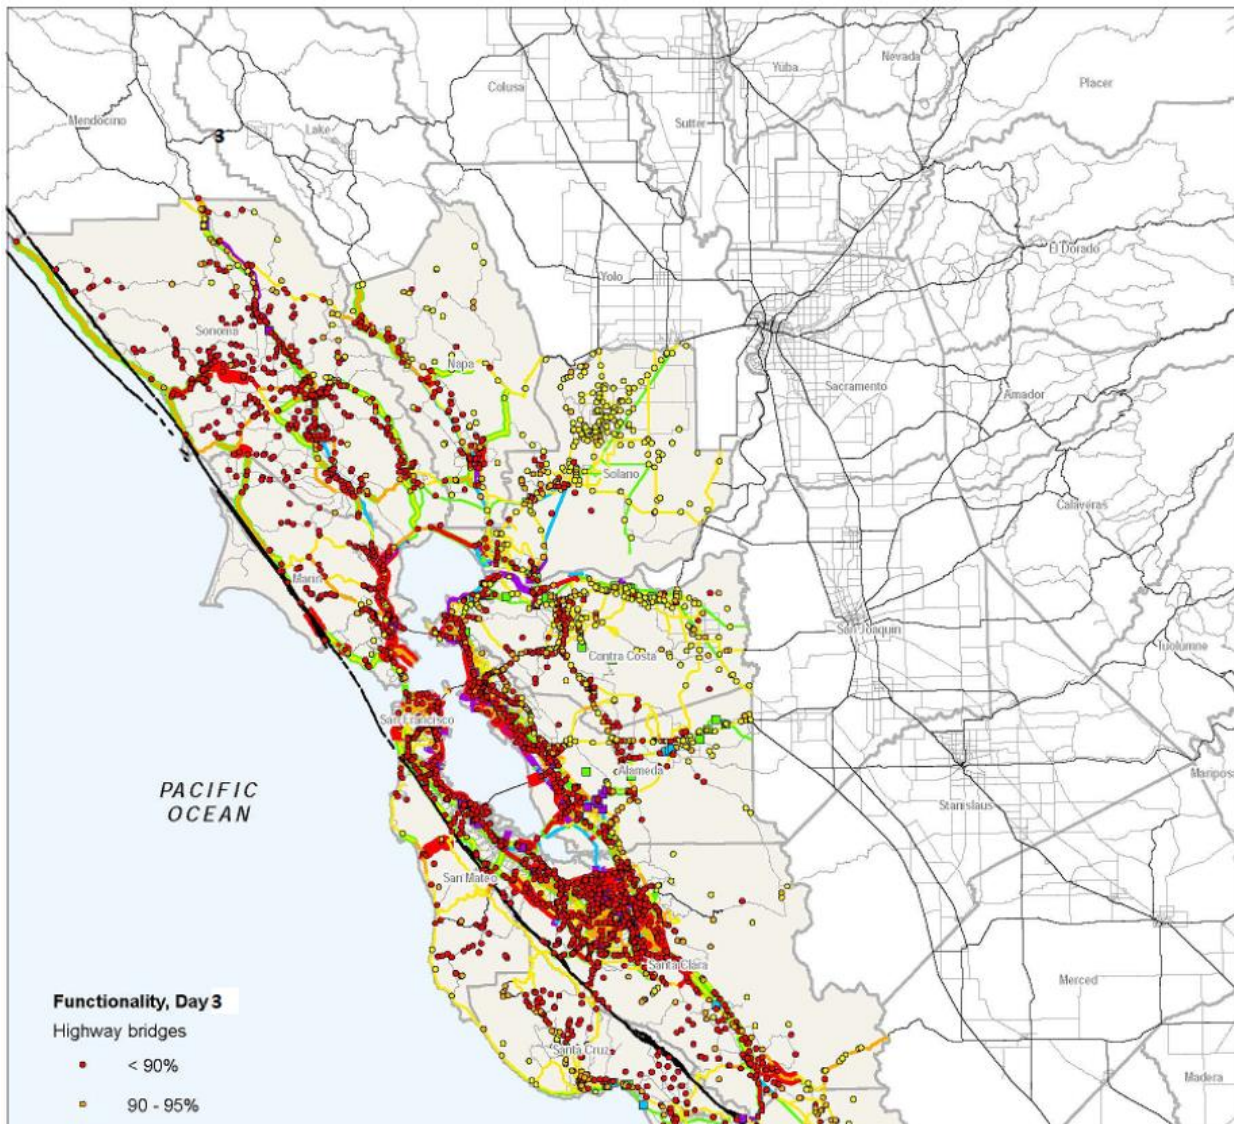 Nevada
Yuba
Placer
Colusa
Mendocino
Sutter
Lake
3
El Dorado
Yolo
Sonoma
Napa
Sacramento
Amador
Solano
Calaveras
Marin
San Joaquin
Tuolumne
Contra Costa
San Francisco
Alameda
Mariposa
PACIFIC
OCEAN
Stanislaus
San Mateo
Santa Clara
Merced
Functionality, Day 3
Highway bridges
Santa Cruz
< 90%
Madera
90 - 95%